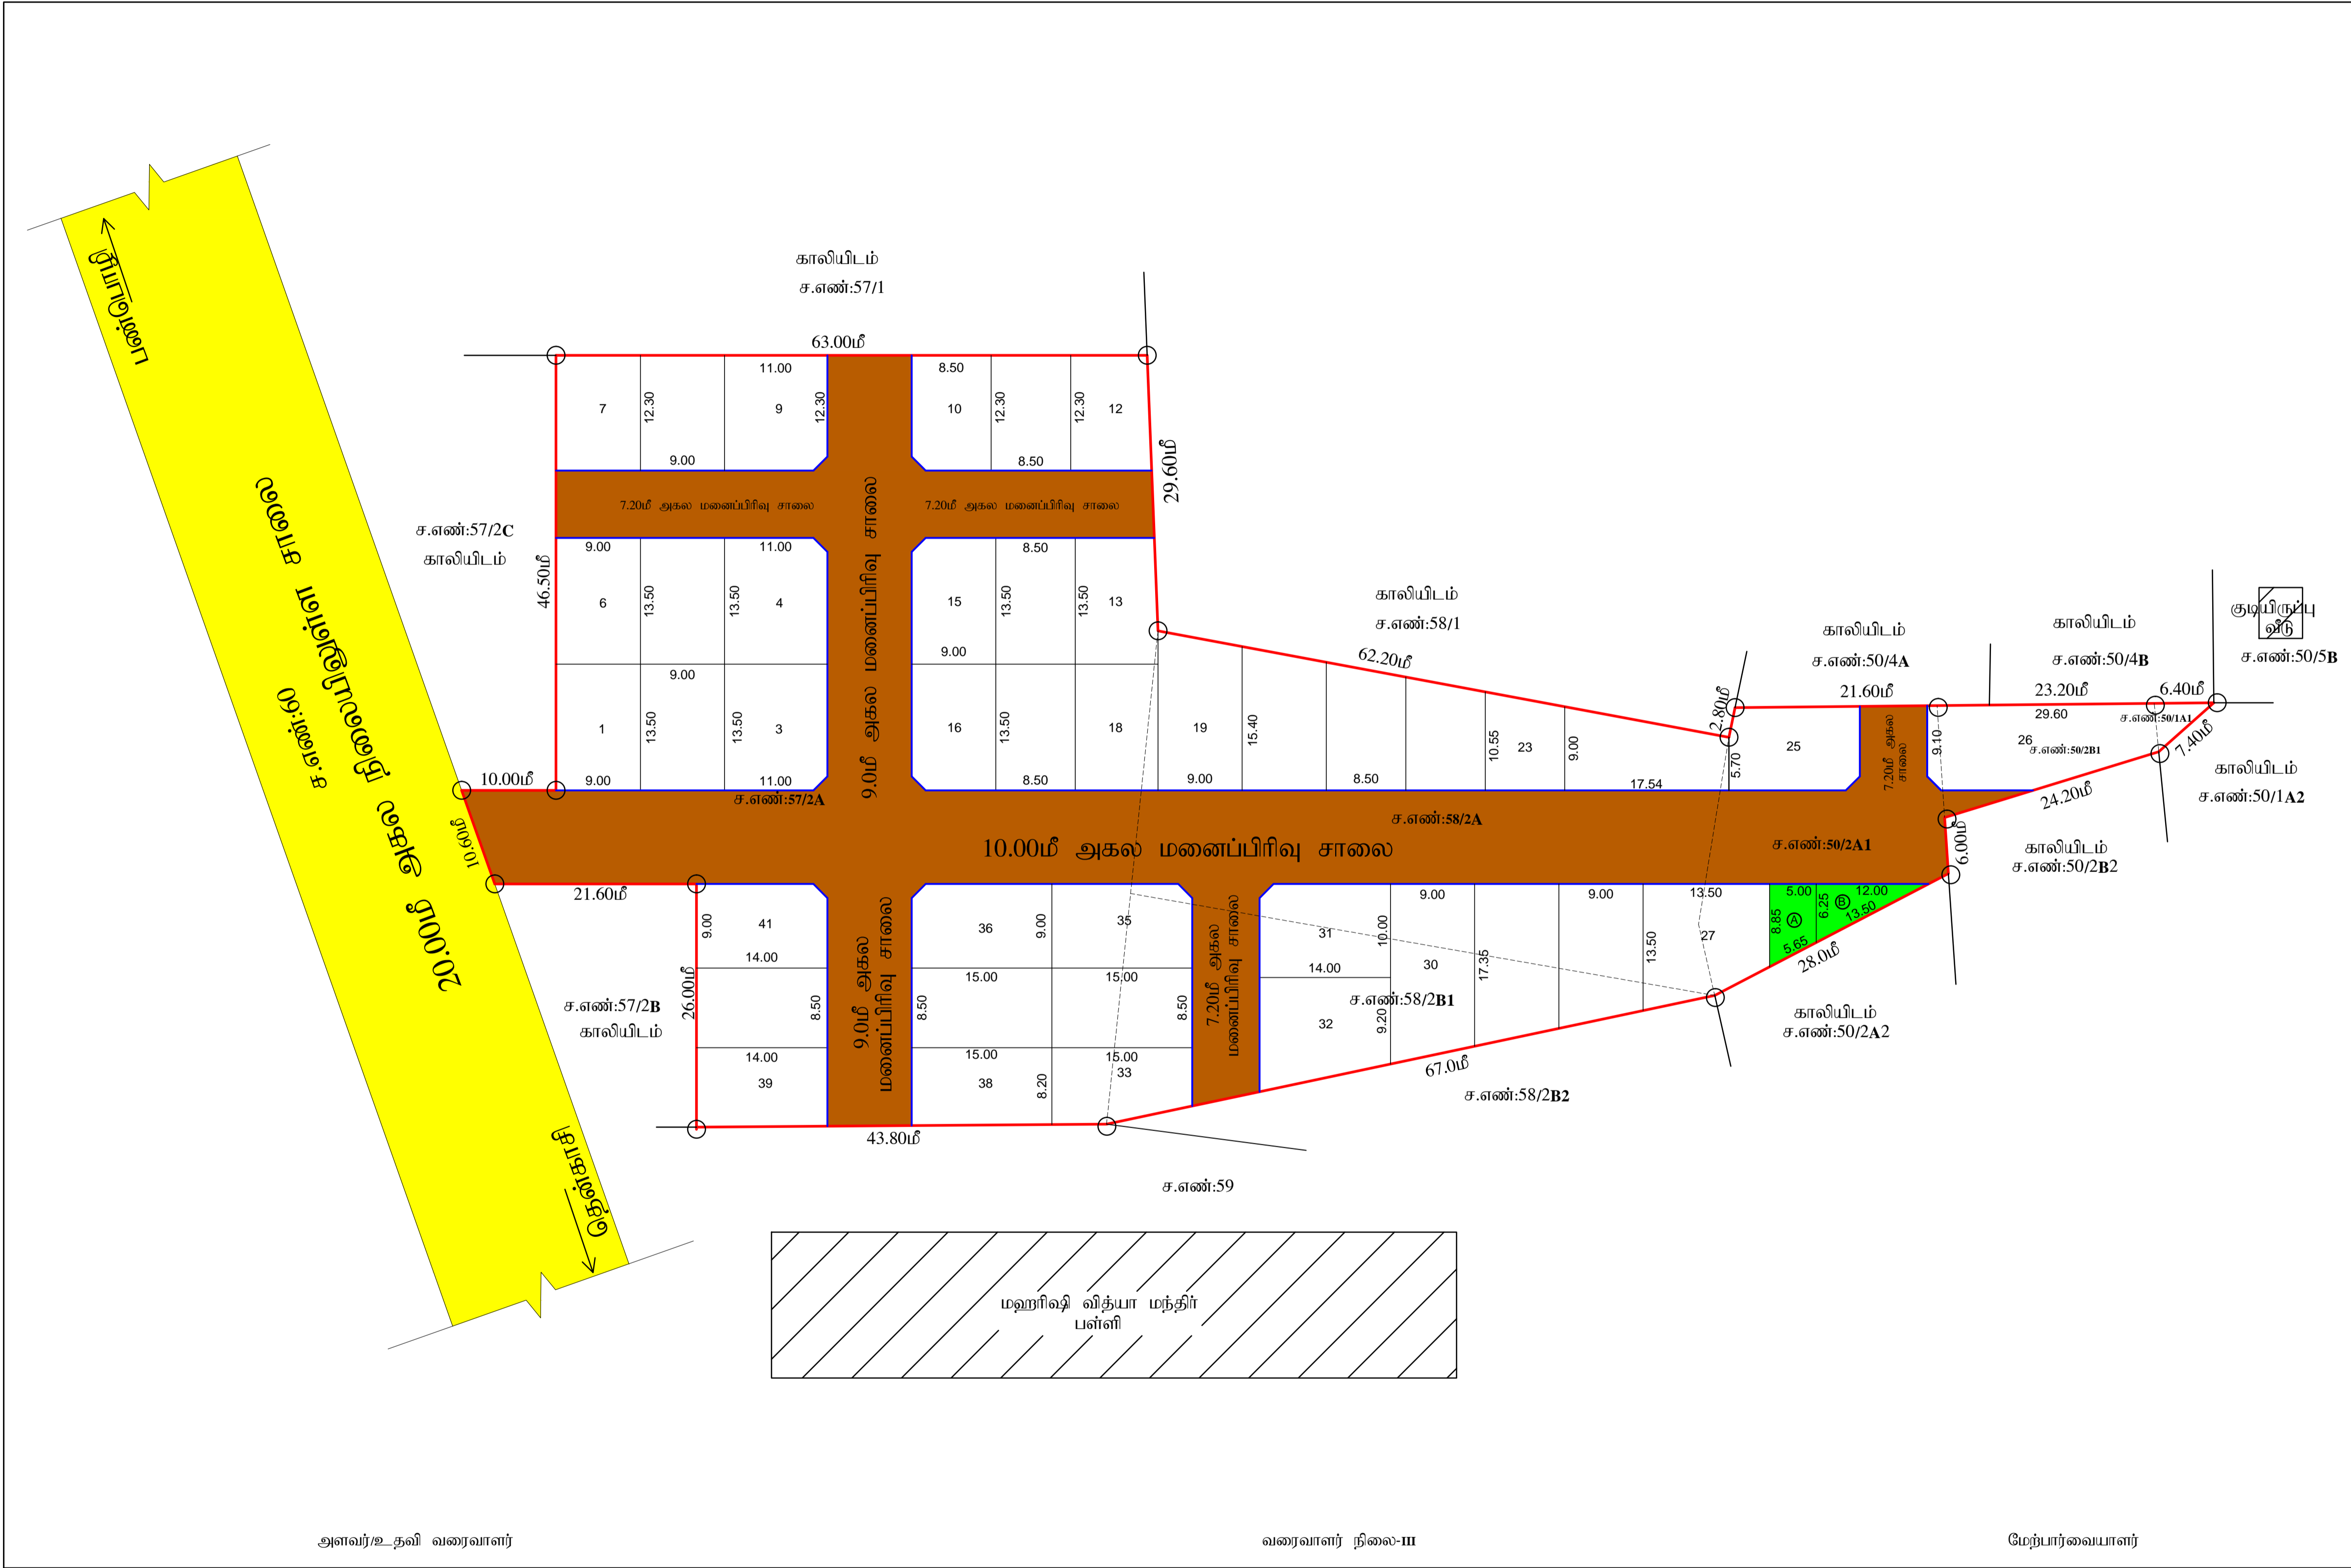 காலியிடம்
ச.எண்:57/1
63.00மீ
பண்பொழி
20.00மீ அகல நிலையிலுள்ள சாலை
ச.எண்:60
தென்காசி
11.00
8.50
7
12.30
9
12.30
10
12.30
12.30
12
9.00
8.50
29.60மீ
7.20மீ அகல மனைப்பிரிவு சாலை
7.20மீ அகல மனைப்பிரிவு சாலை
9.0மீ அகல மனைப்பிரிவு சாலை
ச.எண்:57/2C
காலியிடம்
46.50மீ
9.00
11.00
8.50
6
13.50
13.50
4
15
13.50
13.50
13
9.00
9.00
1
13.50
13.50
3
16
13.50
18
19
15.40
9.00
11.00
8.50
9.00
8.50
10.55
23
9.00
17.54
5.70
25
காலியிடம்
ச.எண்:58/1
62.20மீ
2.80மீ
காலியிடம்
ச.எண்:50/4A
21.60மீ
காலியிடம்
ச.எண்:50/4B
23.20மீ
6.40மீ
குடியிருப்பு
வீடு
ச.எண்:50/5B
29.60
ச.எண்:50/1A1
26
ச.எண்:50/2B1
7.20மீ அகல
சாலை
9.10
7.40மீ
காலியிடம்
ச.எண்:50/1A2
24.20மீ
6.00மீ
காலியிடம்
ச.எண்:50/2B2
10.00மீ
10.60மீ
ச.எண்:57/2A
ச.எண்:58/2A
10.00மீ அகல மனைப்பிரிவு சாலை
ச.எண்:50/2A1
21.60மீ
9.00
41
14.00
8.50
14.00
39
26.00மீ
ச.எண்:57/2B
காலியிடம்
9.0மீ அகல
மனைப்பிரிவு சாலை
36
9.00
35
15.00
15.00
8.50
8.50
15.00
15.00
38
8.20
33
43.80மீ
7.20மீ அகல
மனைப்பிரிவு சாலை
31
10.00
14.00
32
9.20
9.00
30
17.35
9.00
13.50
13.50
27
ச.எண்:58/2B1
67.0மீ
ச.எண்:58/2B2
5.00
12.00
8.85
A
6.25
B
13.50
5.65
28.0மீ
காலியிடம்
ச.எண்:50/2A2
ச.எண்:59
மஹரிஷி வித்யா மந்திர்
பள்ளி
அளவர்/உதவி வரைவாளர்
வரைவாளர் நிலை-III
மேற்பார்வையாளர்